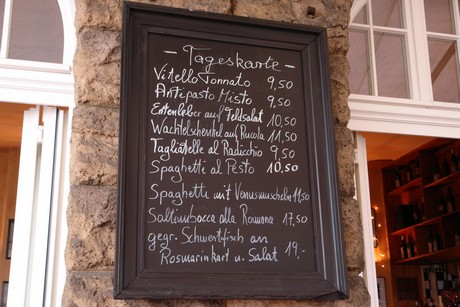 - Tageskarte -
Vitello Tonnato 9,50
Antipasto Misto 9,50
Entenleber auf Feldsalat 10,50
Wachtelschenkel auf Rucola 11,50
Tagliatelle al Radicchio 9,50
Spaghetti al Pesto 10,50
Spaghetti mit Venusmuscheln 11,50
Saltimbocca alla Romana 17,50
gegr. Schwertfisch an
Rosmarinkart u. Salat 19,-